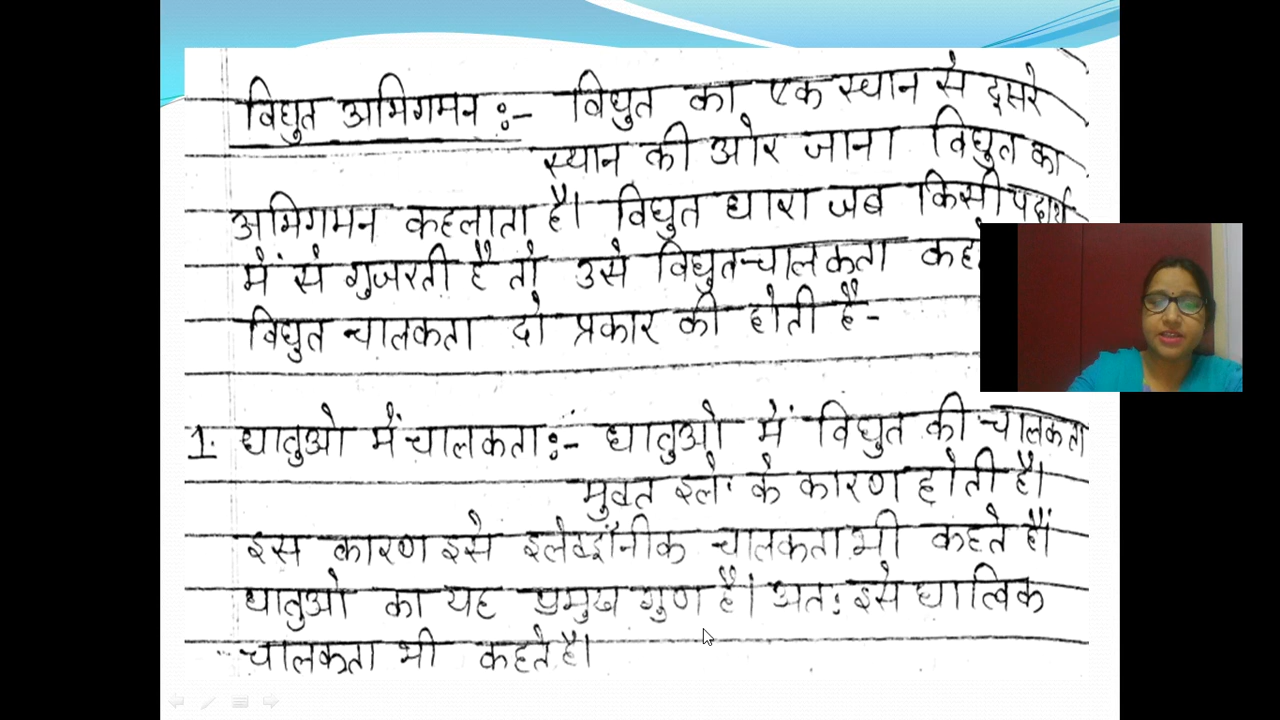 विद्युत अभिगमन :- विद्युत का एक स्थान से दूसरे
स्थान की ओर जाना विद्युत का
अभिगमन कहलाता है। विद्युत धारा जब किसी पदार्थ
में से गुजरती है तो उसे विद्युतचालकता
विद्युत चालकता दो प्रकार की होती है-
1. धातुओ में चालकता :- धातुओ में विद्युत की चालकता
मुक्त इले० के कारण होती है।
इस कारण इसे इलेक्ट्रॉनीक चालकता भी कहते हैं
धातुओ का यह प्रमुख गुण है। अतः इसे धात्विक
चालकता भी कहते है।